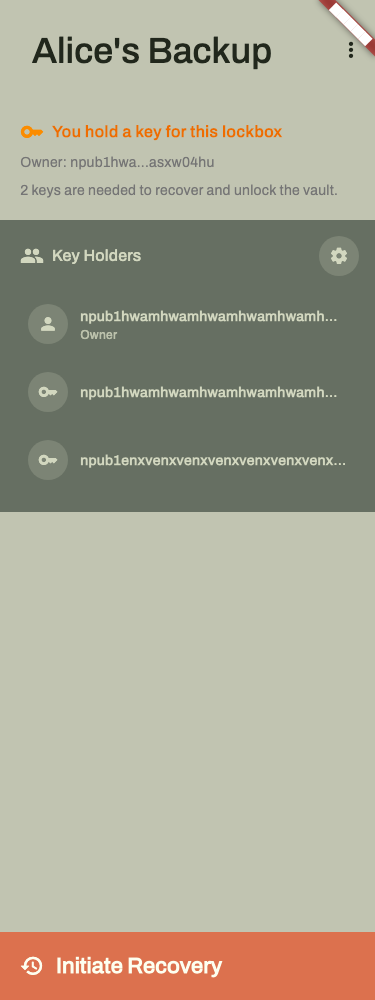 Alice's Backup
You hold a key for this lockbox
Owner: npub1hwa...asxw04hu
2 keys are needed to recover and unlock the vault.
Key Holders
npub1hwamhwamhwamhwamhwamh...
Owner
npub1hwamhwamhwamhwamhwamh...
npub1enxvenxvenxvenxvenxvenxvenx...
Initiate Recovery